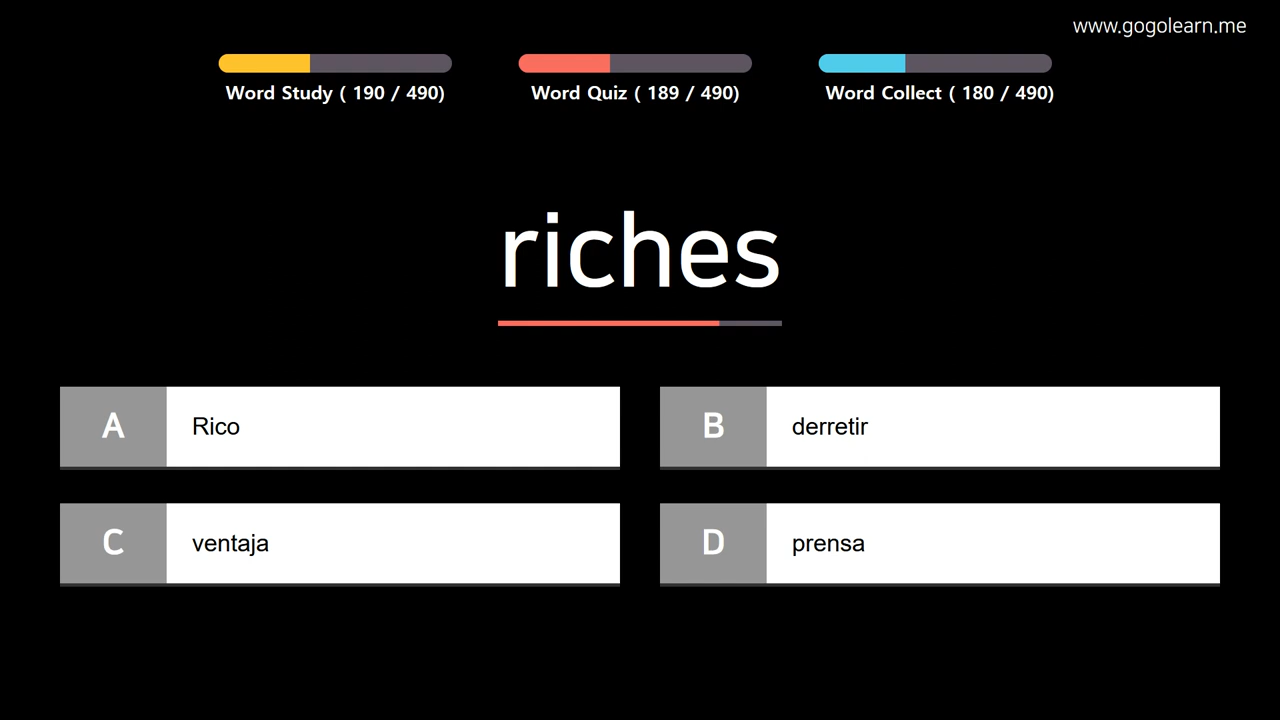 www.gogolearn.me
Word Study ( 190 / 490)
Word Quiz ( 189 / 490)
Word Collect ( 180 / 490)
riches
A Rico
B derretir
C ventaja
D prensa